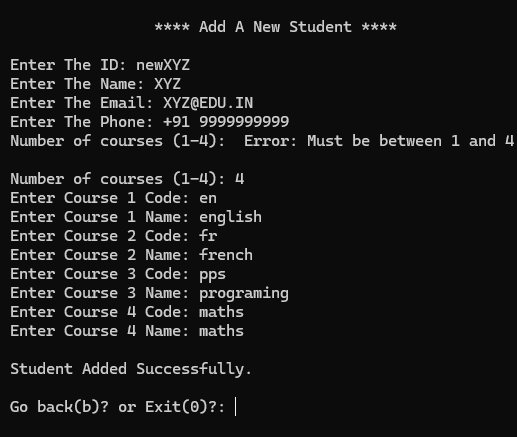 **** Add A New Student ****
Enter The ID: newXYZ
Enter The Name: XYZ
Enter The Email: XYZ@EDU.IN
Enter The Phone: +91 9999999999
Number of courses (1-4):  Error: Must be between 1 and 4
Number of courses (1-4): 4
Enter Course 1 Code: en
Enter Course 1 Name: english
Enter Course 2 Code: fr
Enter Course 2 Name: french
Enter Course 3 Code: pps
Enter Course 3 Name: programing
Enter Course 4 Code: maths
Enter Course 4 Name: maths
Student Added Successfully.
Go back(b)? or Exit(0)?: